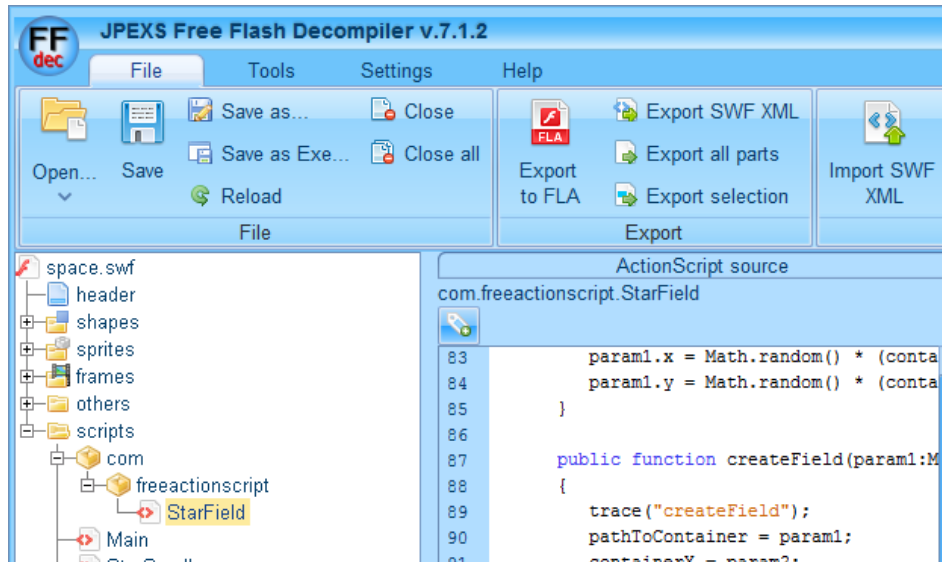 FF
dec
JPEXS Free Flash Decompiler v.7.1.2
File Tools Settings Help
Open...
Save
Save as...
Save as Exe...
Reload
Close
Close all
File
FLA
Export
to FLA
Export SWF XML
Export all parts
Export selection
Export
Import SWF
XML
space.swf
header
shapes
sprites
frames
others
scripts
com
freeactionscript
StarField
Main
ActionScript source
com.freeactionscript.StarField
83 param1.x = Math.random() * (conta
84 param1.y = Math.random() * (conta
85 }
86
87 public function createField(param1:M
88 {
89 trace("createField");
90 pathToContainer = param1;
91 containerX = param2;